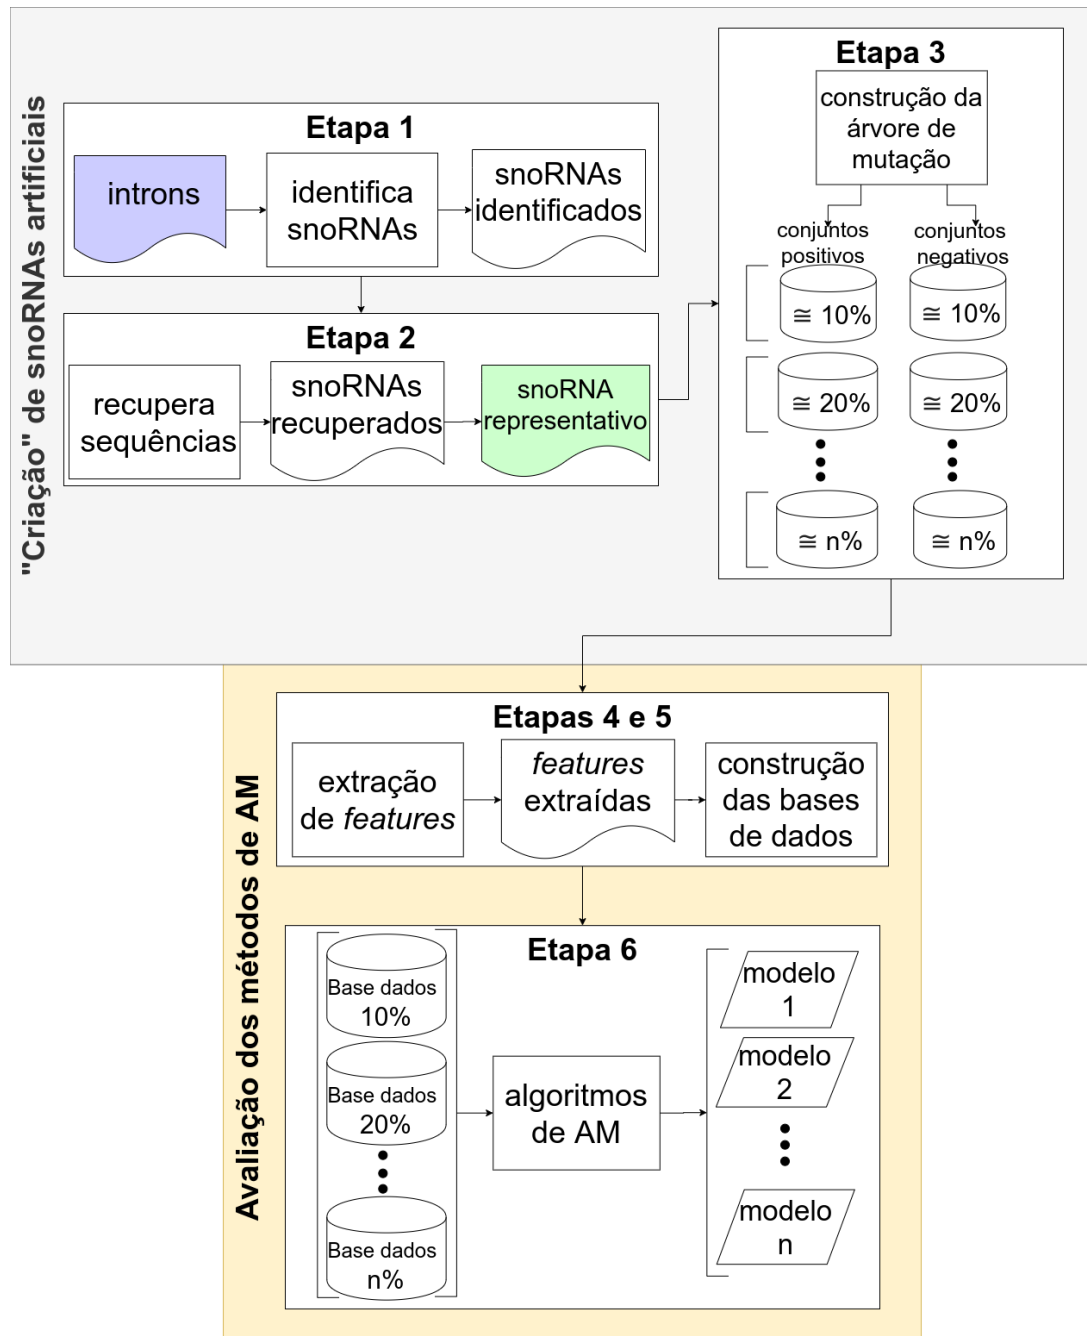 "Criação" de snoRNAs artificiais
Etapa 1
introns
identifica
snoRNAs
snoRNAs
identificados
Etapa 2
recupera
sequências
snoRNAs
recuperados
snoRNA
representativo
Etapa 3
construção da
árvore de
mutação
conjuntos
positivos
conjuntos
negativos
≅ 10%
≅ 10%
≅ 20%
≅ 20%
≅ n%
≅ n%
Avaliação dos métodos de AM
Etapas 4 e 5
extração
de features
features
extraídas
construção
das bases
de dados
Etapa 6
Base dados
10%
Base dados
20%
Base dados
n%
algoritmos
de AM
modelo
1
modelo
2
modelo
n